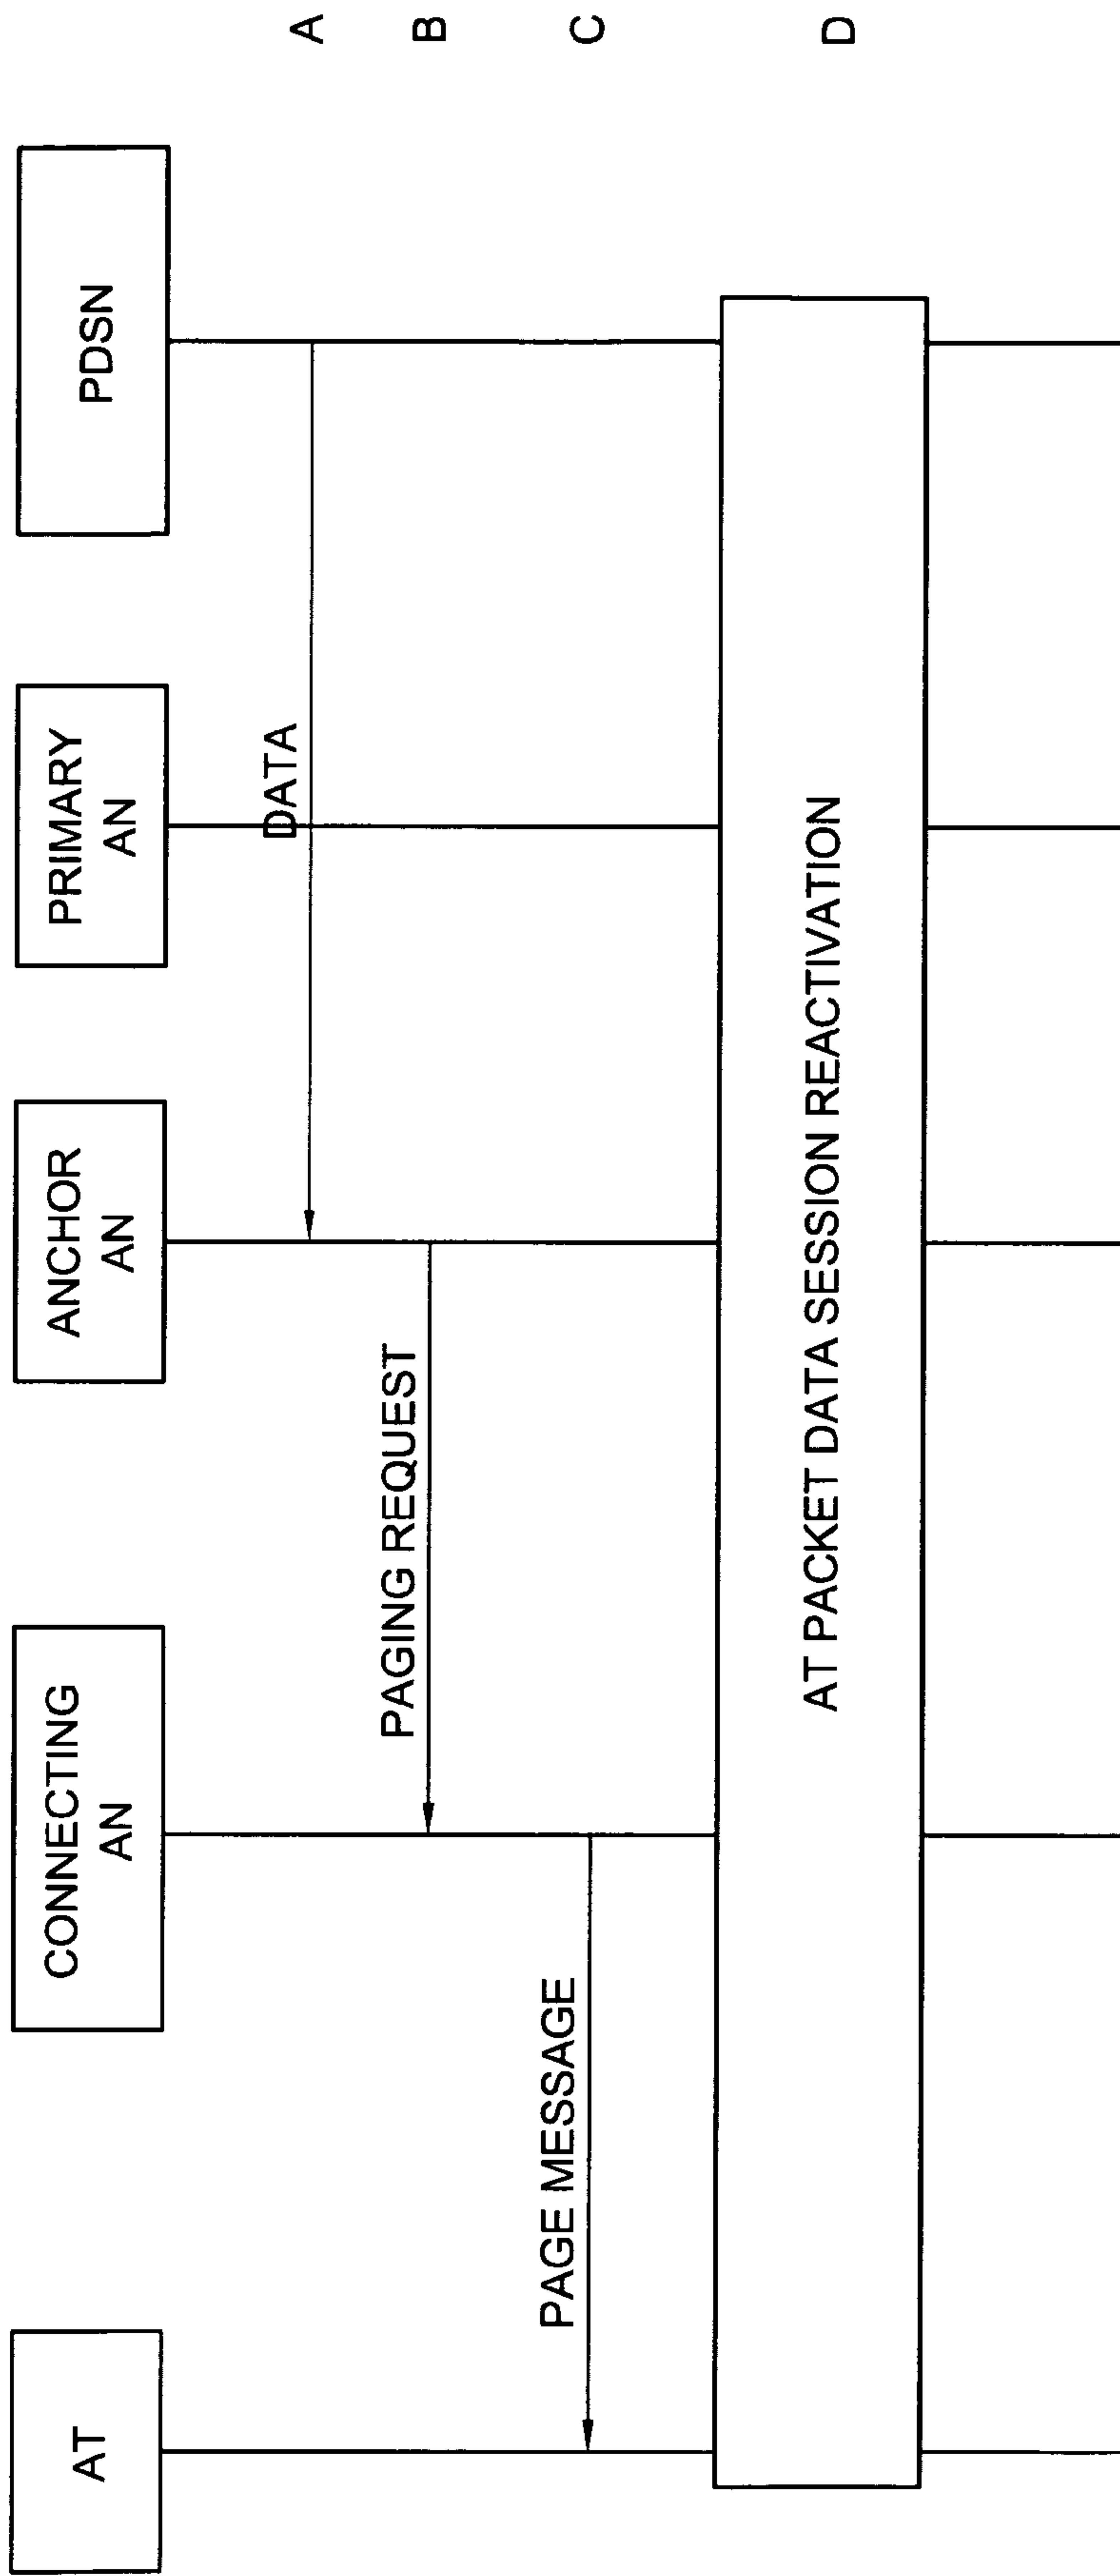 AT
CONNECTING
AN
ANCHOR
AN
PRIMARY
AN
PDSN
DATA
A
PAGING REQUEST
B
PAGE MESSAGE
C
AT PACKET DATA SESSION REACTIVATION
D